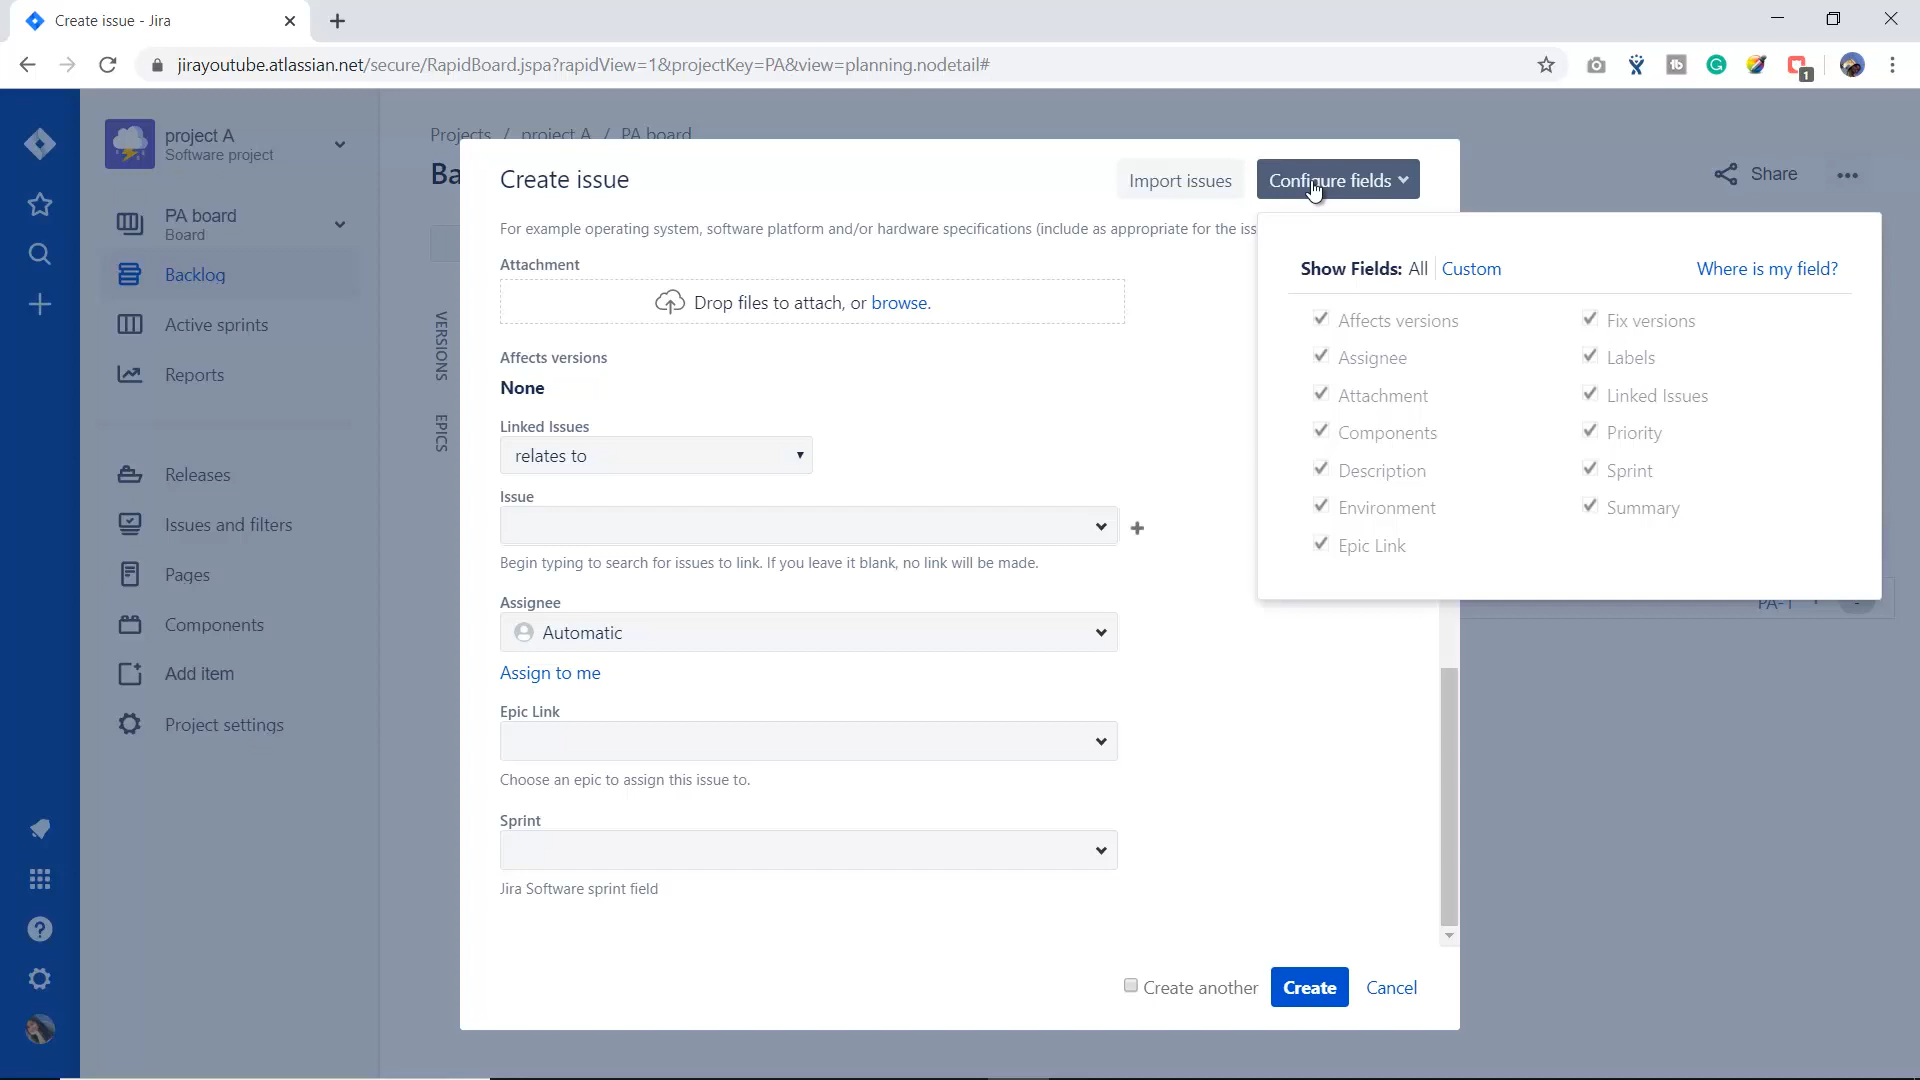 Create issue - Jira
jirayoutube.atlassian.net/secure/RapidBoard.jspa?rapidView=1&projectKey=PA&view=planning.nodetail#
1
project A
Software project
PA board
Board
Backlog
Active sprints
Reports
Releases
Issues and filters
Pages
Components
Add item
Project settings
Projects / project A / PA board
Ba
Share
VERSIONS
EPICS
PA-1
-
Create issue
Import issues
Configure fields
For example operating system, software platform and/or hardware specifications (include as appropriate for the iss
Attachment
Drop files to attach, or browse.
Affects versions
None
Linked Issues
relates to
Issue
Begin typing to search for issues to link. If you leave it blank, no link will be made.
Assignee
Automatic
Assign to me
Epic Link
Choose an epic to assign this issue to.
Sprint
Jira Software sprint field
Create another
Create
Cancel
Show Fields: All Custom
Where is my field?
Affects versions
Assignee
Attachment
Components
Description
Environment
Epic Link
Fix versions
Labels
Linked Issues
Priority
Sprint
Summary